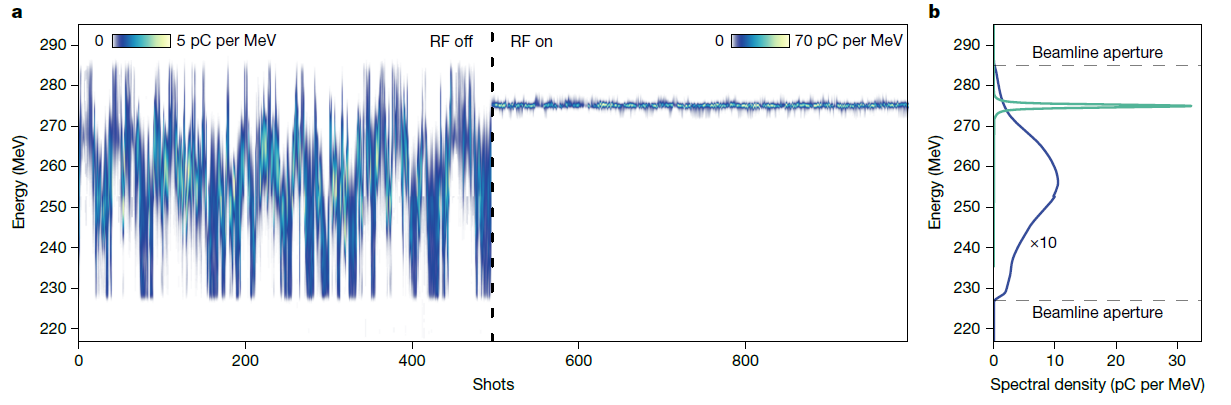 a
0 5 pC per MeV RF off RF on 0 70 pC per MeV
290
280
270
260
250
240
230
220
Energy (MeV)
0 200 400 600 800
Shots
b
Beamline aperture
290
280
270
260
250
240
230
220
Energy (MeV)
×10
Beamline aperture
0 10 20 30
Spectral density (pC per MeV)